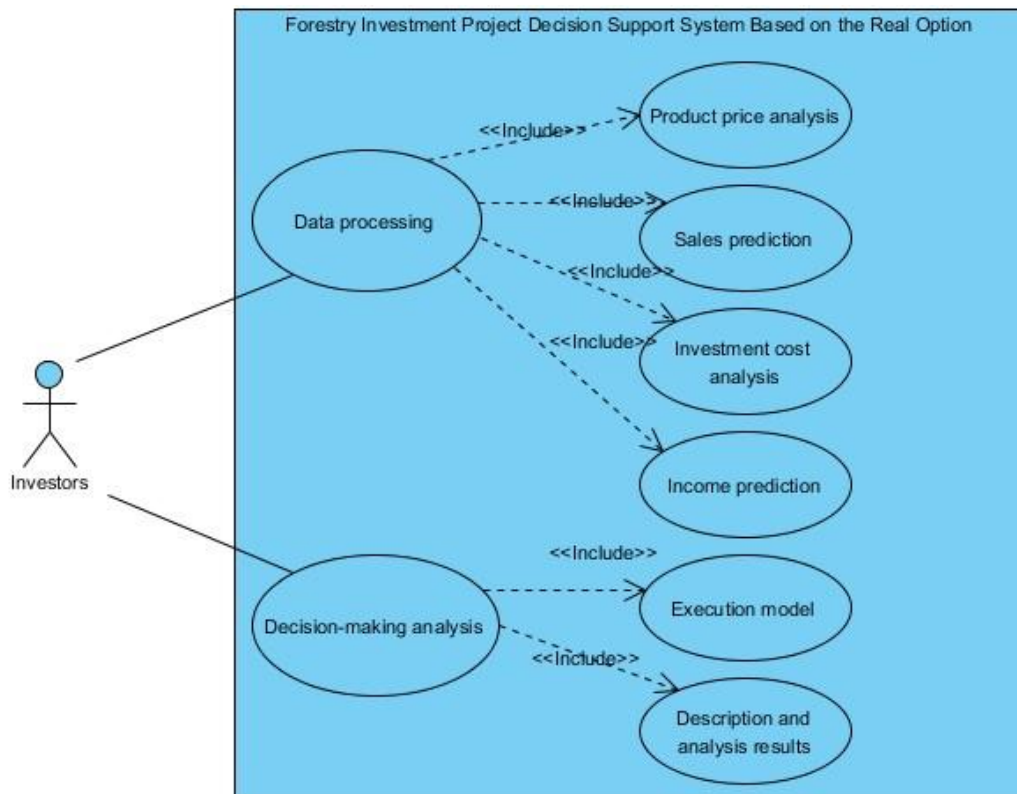 Forestry Investment Project Decision Support System Based on the Real Option
Product price analysis
<<Include>>
Data processing
<<Include>>
Sales prediction
<<Include>>
<<Include>>
Investment cost
analysis
Investors
Income prediction
<<Include>>
Execution model
Decision-making analysis
<<Include>>
Description and
analysis results